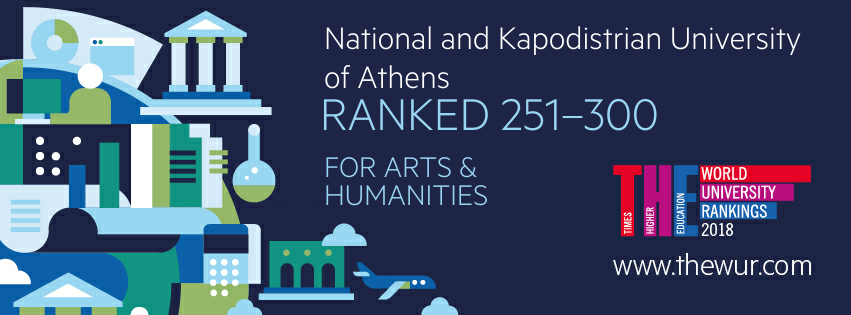 National and Kapodistrian University
of Athens
RANKED 251–300
FOR ARTS &
HUMANITIES
THE
TIMES
HIGHER
EDUCATION
WORLD
UNIVERSITY
RANKINGS
2018
www.thewur.com